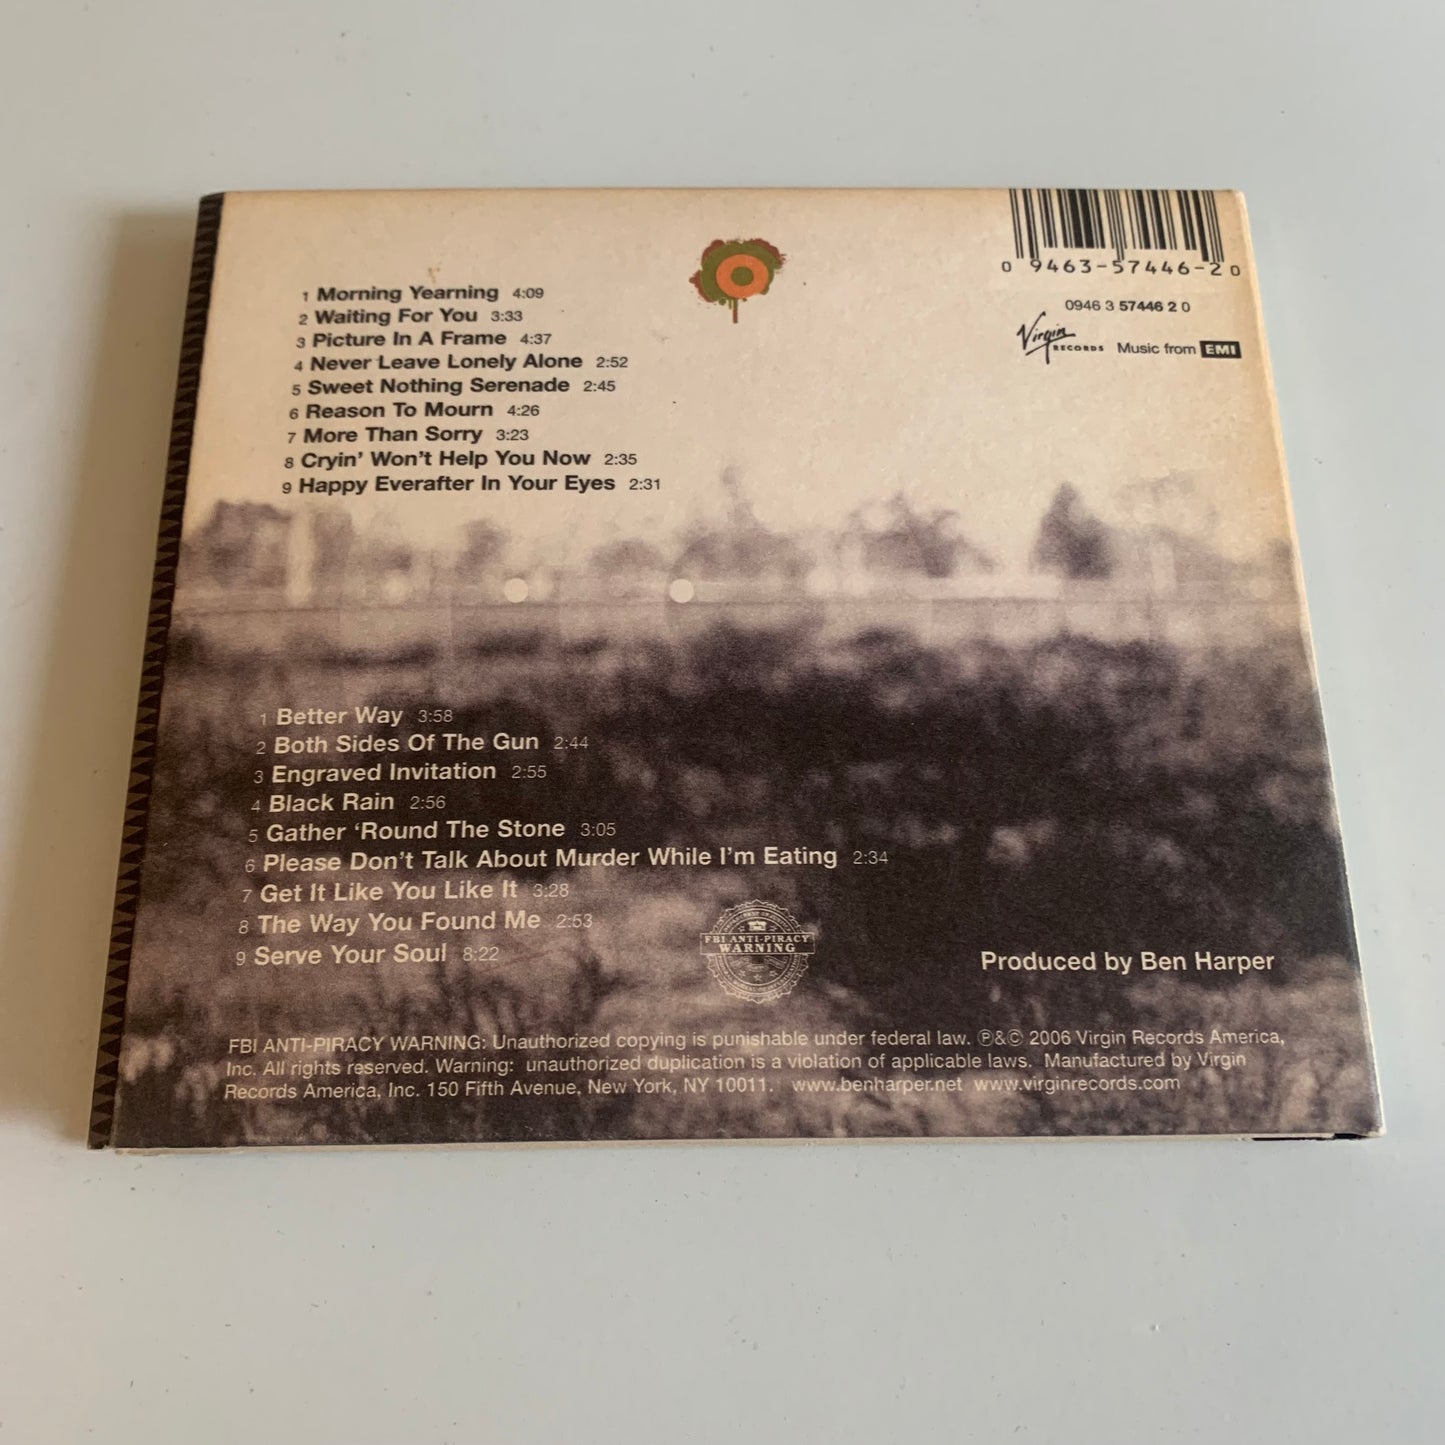 0 9463-57446-2 0
0946 3 57446 2 0
Virgin RECORDS Music from EMI
1 Morning Yearning 4:09
2 Waiting For You 3:33
3 Picture In A Frame 4:37
4 Never Leave Lonely Alone 2:52
5 Sweet Nothing Serenade 2:45
6 Reason To Mourn 4:26
7 More Than Sorry 3:23
8 Cryin' Won't Help You Now 2:35
9 Happy Everafter In Your Eyes 2:31
1 Better Way 3:58
2 Both Sides Of The Gun 2:44
3 Engraved Invitation 2:55
4 Black Rain 2:56
5 Gather ‘Round The Stone 3:05
6 Please Don't Talk About Murder While I'm Eating 2:34
7 Get It Like You Like It 3:28
8 The Way You Found Me 2:53
9 Serve Your Soul 8:22
FBI ANTI-PIRACY
WARNING
Produced by Ben Harper
FBI ANTI-PIRACY WARNING: Unauthorized copying is punishable under federal law. ℗&© 2006 Virgin Records America,
Inc. All rights reserved. Warning: unauthorized duplication is a violation of applicable laws. Manufactured by Virgin
Records America, Inc. 150 Fifth Avenue, New York, NY 10011. www.benharper.net www.virginrecords.com